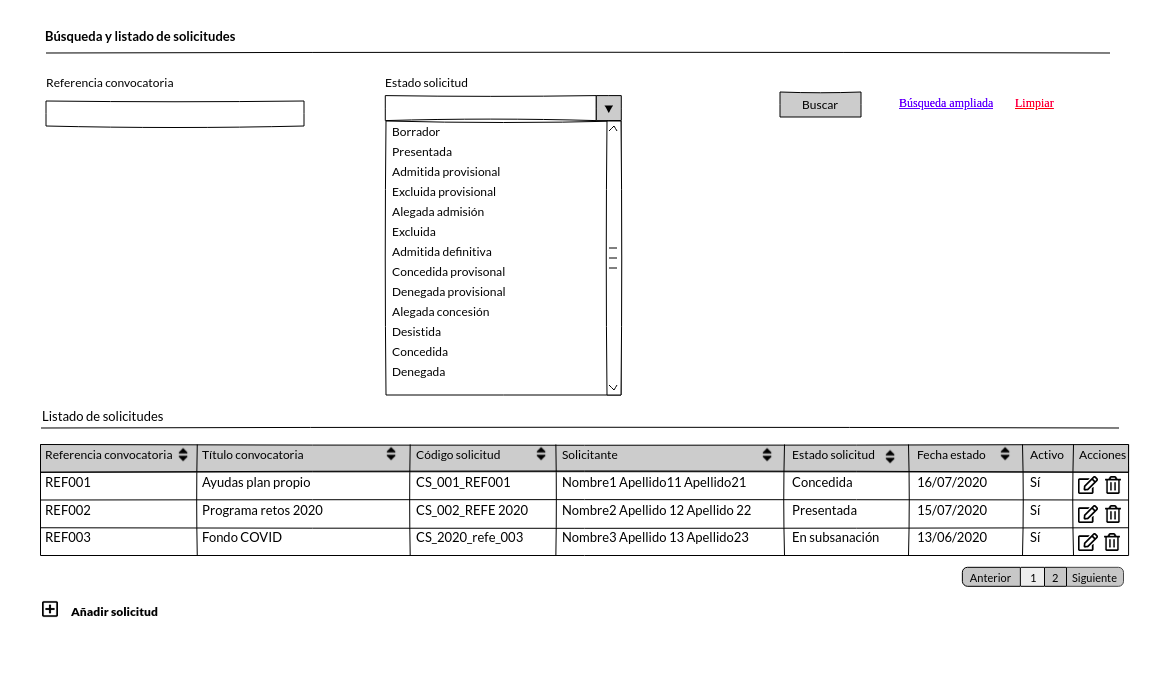 Búsqueda y listado de solicitudes
Referencia convocatoria Estado solicitud
Buscar Búsqueda ampliada Limpiar
Borrador
Presentada
Admitida provisional
Excluida provisional
Alegada admisión
Excluida
Admitida definitiva
Concedida provisonal
Denegada provisional
Alegada concesión
Desistida
Concedida
Denegada
Listado de solicitudes
Referencia convocatoria Título convocatoria Código solicitud Solicitante Estado solicitud Fecha estado Activo Acciones
REF001 Ayudas plan propio CS_001_REF001 Nombre1 Apellido11 Apellido21 Concedida 16/07/2020 Sí
REF002 Programa retos 2020 CS_002_REFE 2020 Nombre2 Apellido 12 Apellido 22 Presentada 15/07/2020 Sí
REF003 Fondo COVID CS_2020_refe_003 Nombre3 Apellido 13 Apellido23 En subsanación 13/06/2020 Sí
Anterior 1 2 Siguiente
Añadir solicitud